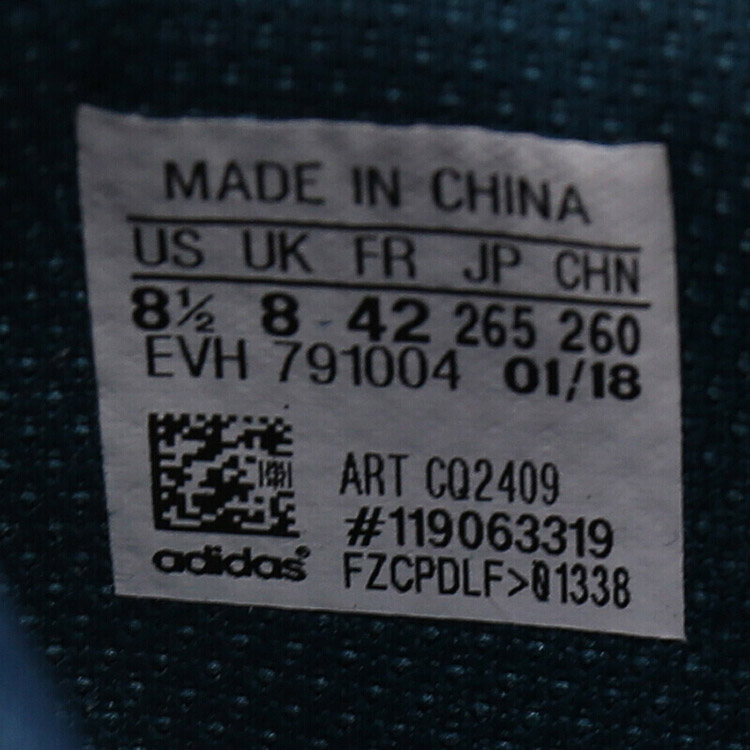 MADE IN CHINA
US UK FR JP CHN
8½ 8 42 265 260
EVH 791004 01/18
ART CQ2409
#119063319
adidas®
FZCPDLF>01338